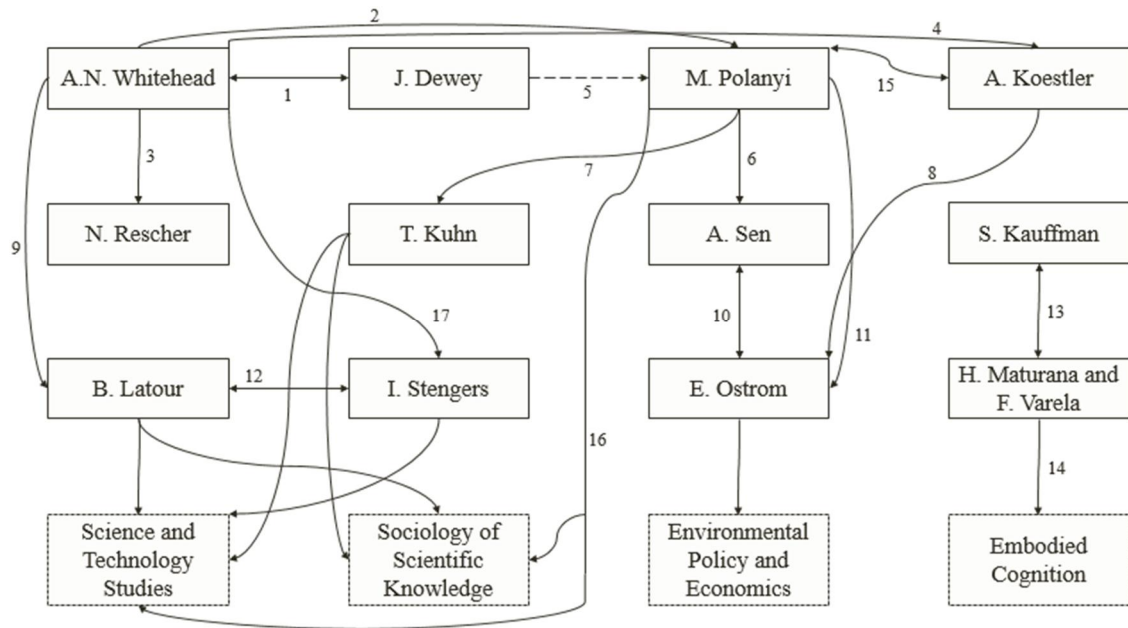 2
4
A.N. Whitehead
1
J. Dewey
5
M. Polanyi
15
A. Koestler
3
7
6
8
9
N. Rescher
T. Kuhn
A. Sen
S. Kauffman
17
10
11
13
B. Latour
12
I. Stengers
E. Ostrom
H. Maturana and
F. Varela
16
14
Science and
Technology
Studies
Sociology of
Scientific
Knowledge
Environmental
Policy and
Economics
Embodied
Cognition